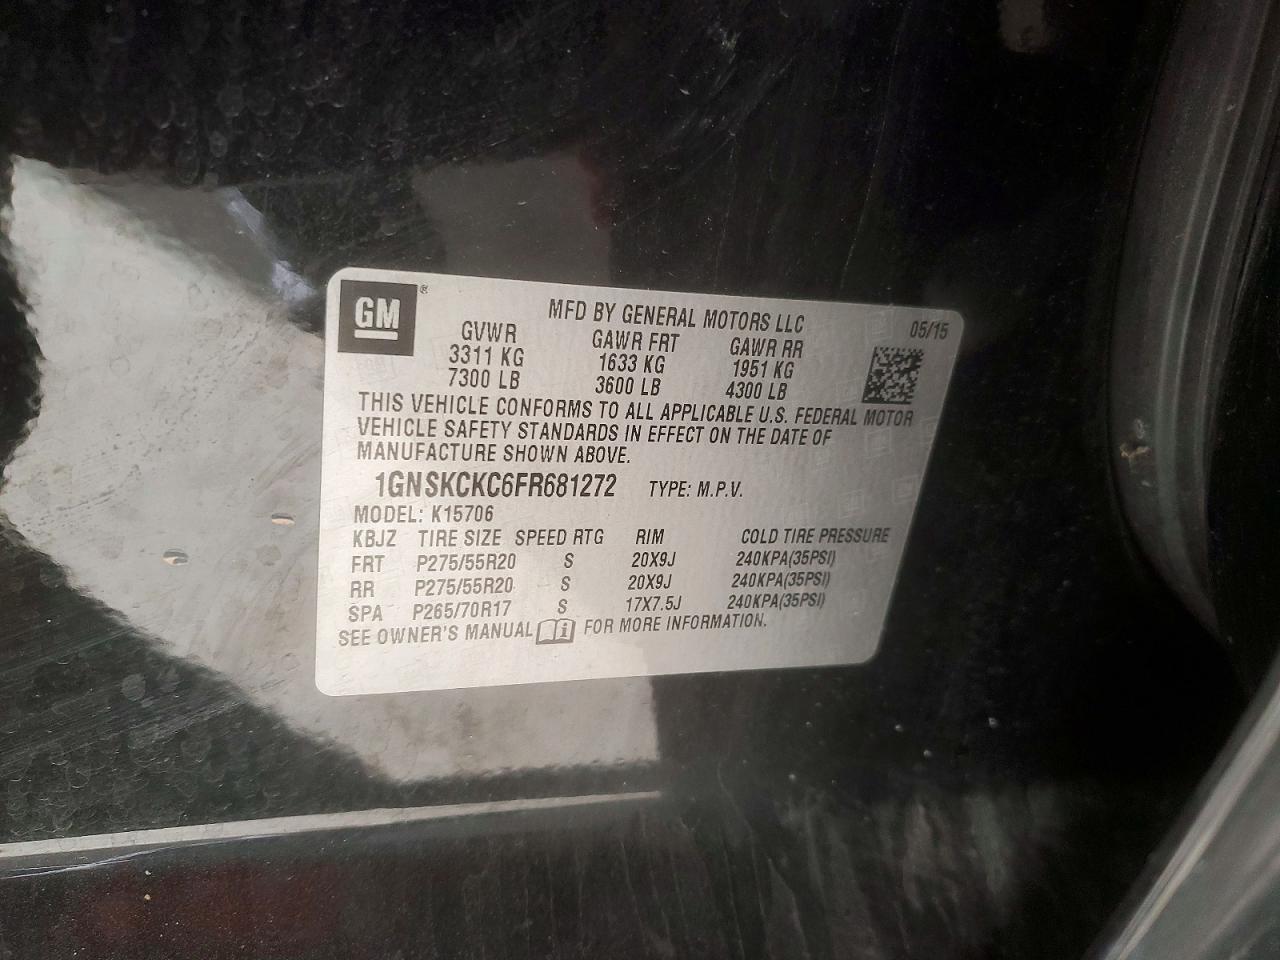 GM ®
MFD BY GENERAL MOTORS LLC 05/15
GVWR GAWR FRT GAWR RR
3311 KG 1633 KG 1951 KG
7300 LB 3600 LB 4300 LB
THIS VEHICLE CONFORMS TO ALL APPLICABLE U.S. FEDERAL MOTOR
VEHICLE SAFETY STANDARDS IN EFFECT ON THE DATE OF
MANUFACTURE SHOWN ABOVE.
1GNSKCKC6FR681272 TYPE: M.P.V.
MODEL: K15706
KBJZ TIRE SIZE SPEED RTG RIM COLD TIRE PRESSURE
FRT P275/55R20 S 20X9J 240KPA(35PSI)
RR P275/55R20 S 20X9J 240KPA(35PSI)
SPA P265/70R17 S 17X7.5J 240KPA(35PSI)
SEE OWNER'S MANUAL i FOR MORE INFORMATION.